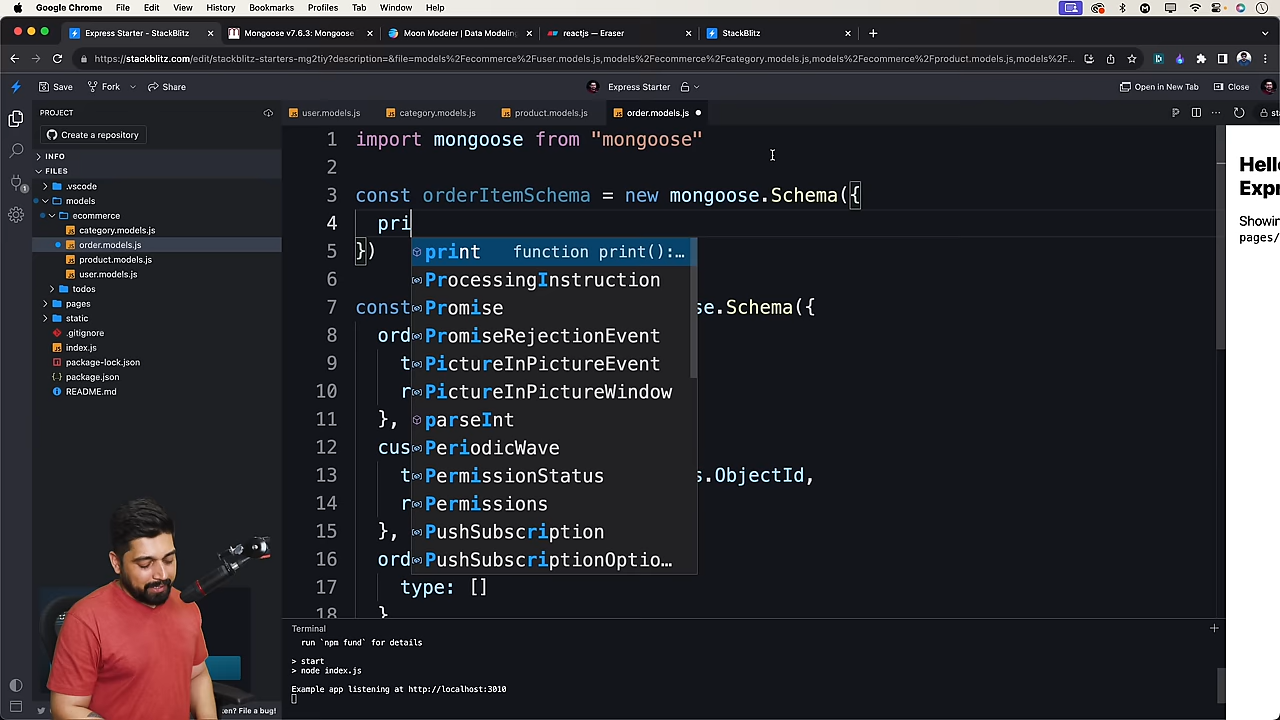 Google Chrome File Edit View History Bookmarks Profiles Tab Window Help
Express Starter - StackBlitz
Mongoose v7.6.3: Mongoose
Moon Modeler | Data Modeling
reactjs — Eraser
StackBlitz
https://stackblitz.com/edit/stackblitz-starters-mg2tiy?description=&file=models%2Fecommerce%2Fuser.models.js,models%2Fecommerce%2Fcategory.models.js,models%2Fecommerce%2Fproduct.models.js,models%2F...
Save Fork Share
Express Starter
Open in New Tab Close
PROJECT
Create a repository
INFO
FILES
.vscode
models
ecommerce
category.models.js
order.models.js
product.models.js
user.models.js
todos
pages
static
.gitignore
index.js
package-lock.json
package.json
README.md
user.models.js category.models.js product.models.js order.models.js
1 import mongoose from "mongoose"
2
3 const orderItemSchema = new mongoose.Schema({
4 pri
5 })
6
7 const se.Schema({
8 ord
9 t
10 r
11 },
12 cus
13 t s.ObjectId,
14 r
15 },
16 ord
17 type: []
18 }
print function print():…
ProcessingInstruction
Promise
PromiseRejectionEvent
PictureInPictureEvent
PictureInPictureWindow
parseInt
PeriodicWave
PermissionStatus
Permissions
PushSubscription
PushSubscriptionOptio…
Terminal
run `npm fund` for details
> start
> node index.js
Example app listening at http://localhost:3010
Hello
Expr
Showin
pages/
ken? File a bug!